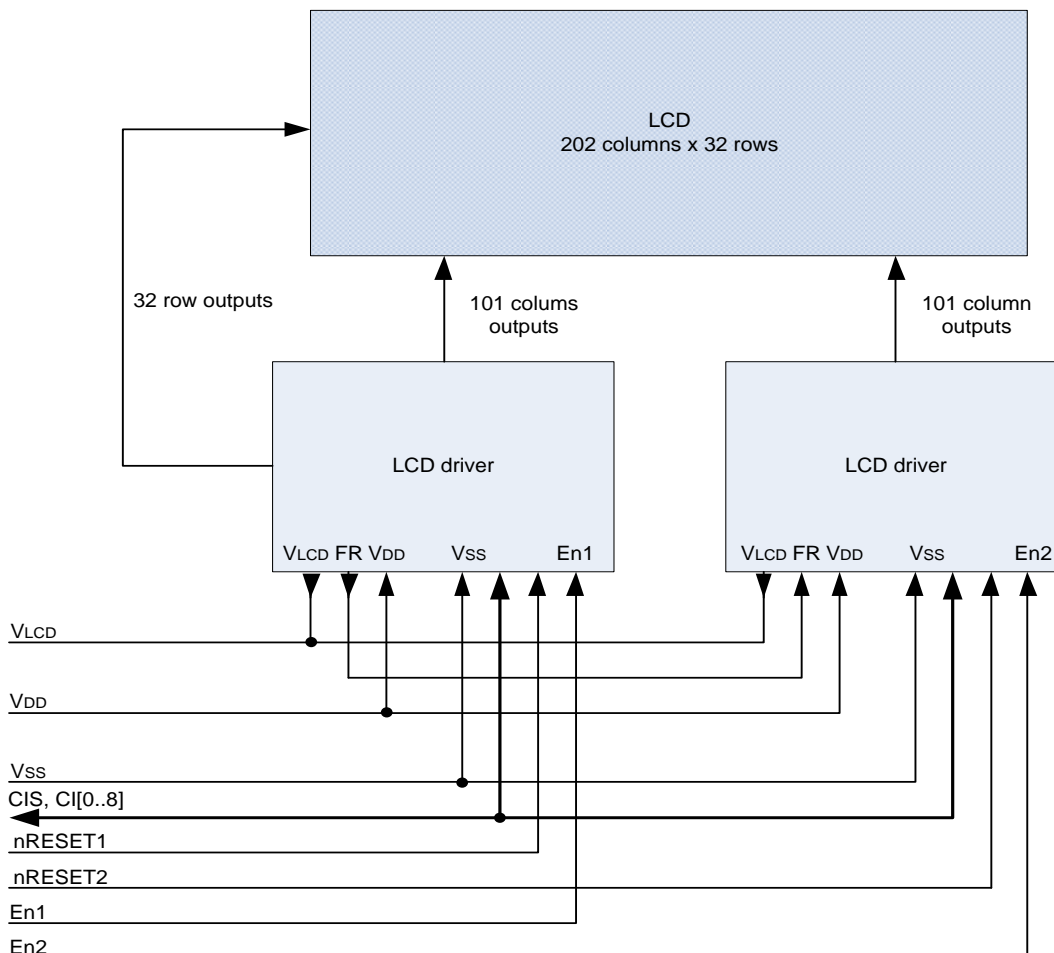 LCD
202 columns x 32 rows
32 row outputs
101 colums
outputs
101 column
outputs
LCD driver
LCD driver
VLCD FR VDD VSS En1
VLCD FR VDD VSS En2
VLCD
VDD
VSS
CIS, CI[0..8]
nRESET1
nRESET2
En1
En2